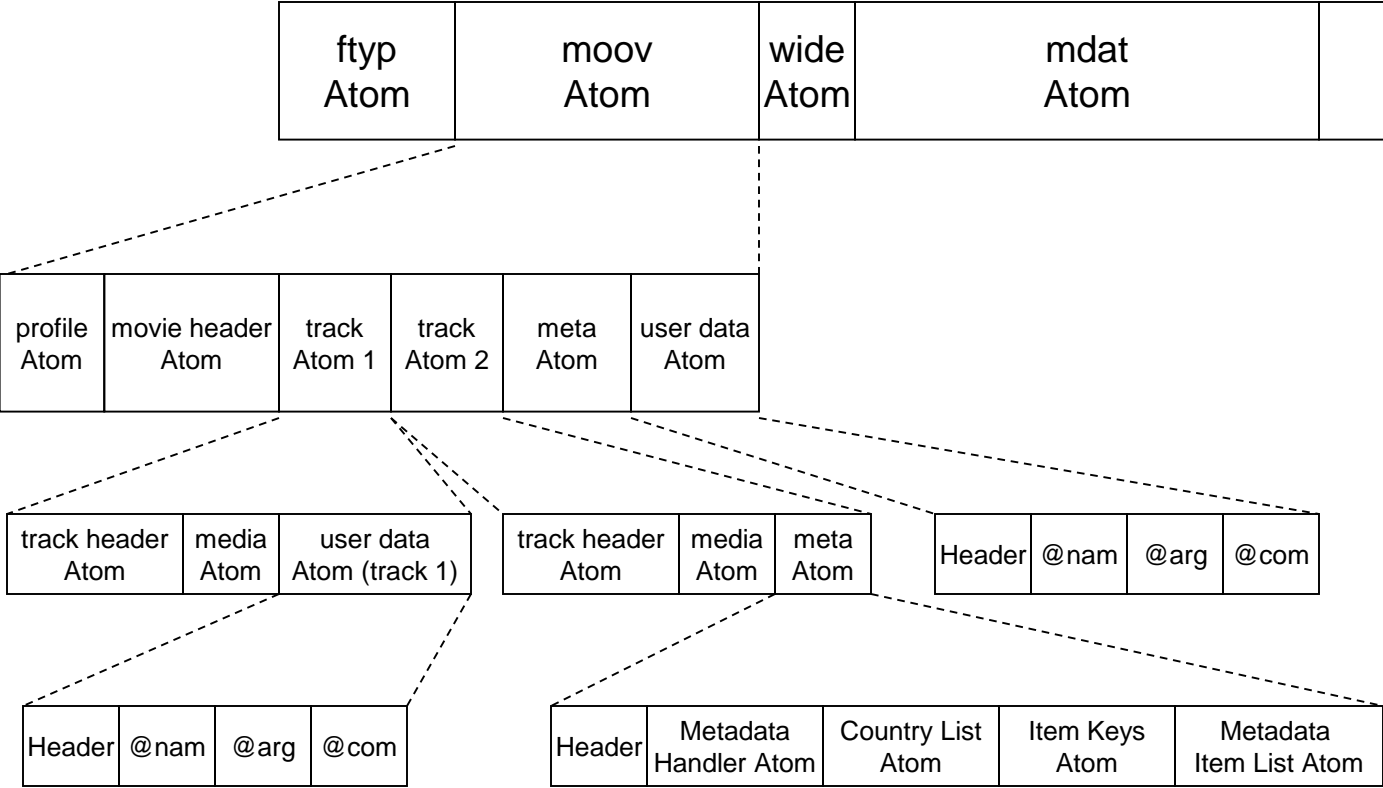 ftyp
Atom
moov
Atom
wide
Atom
mdat
Atom
profile
Atom
movie header
Atom
track
Atom 1
track
Atom 2
meta
Atom
user data
Atom
track header
Atom
media
Atom
user data
Atom (track 1)
track header
Atom
media
Atom
meta
Atom
Header
@nam
@arg
@com
Header
@nam
@arg
@com
Header
Metadata
Handler Atom
Country List
Atom
Item Keys
Atom
Metadata
Item List Atom